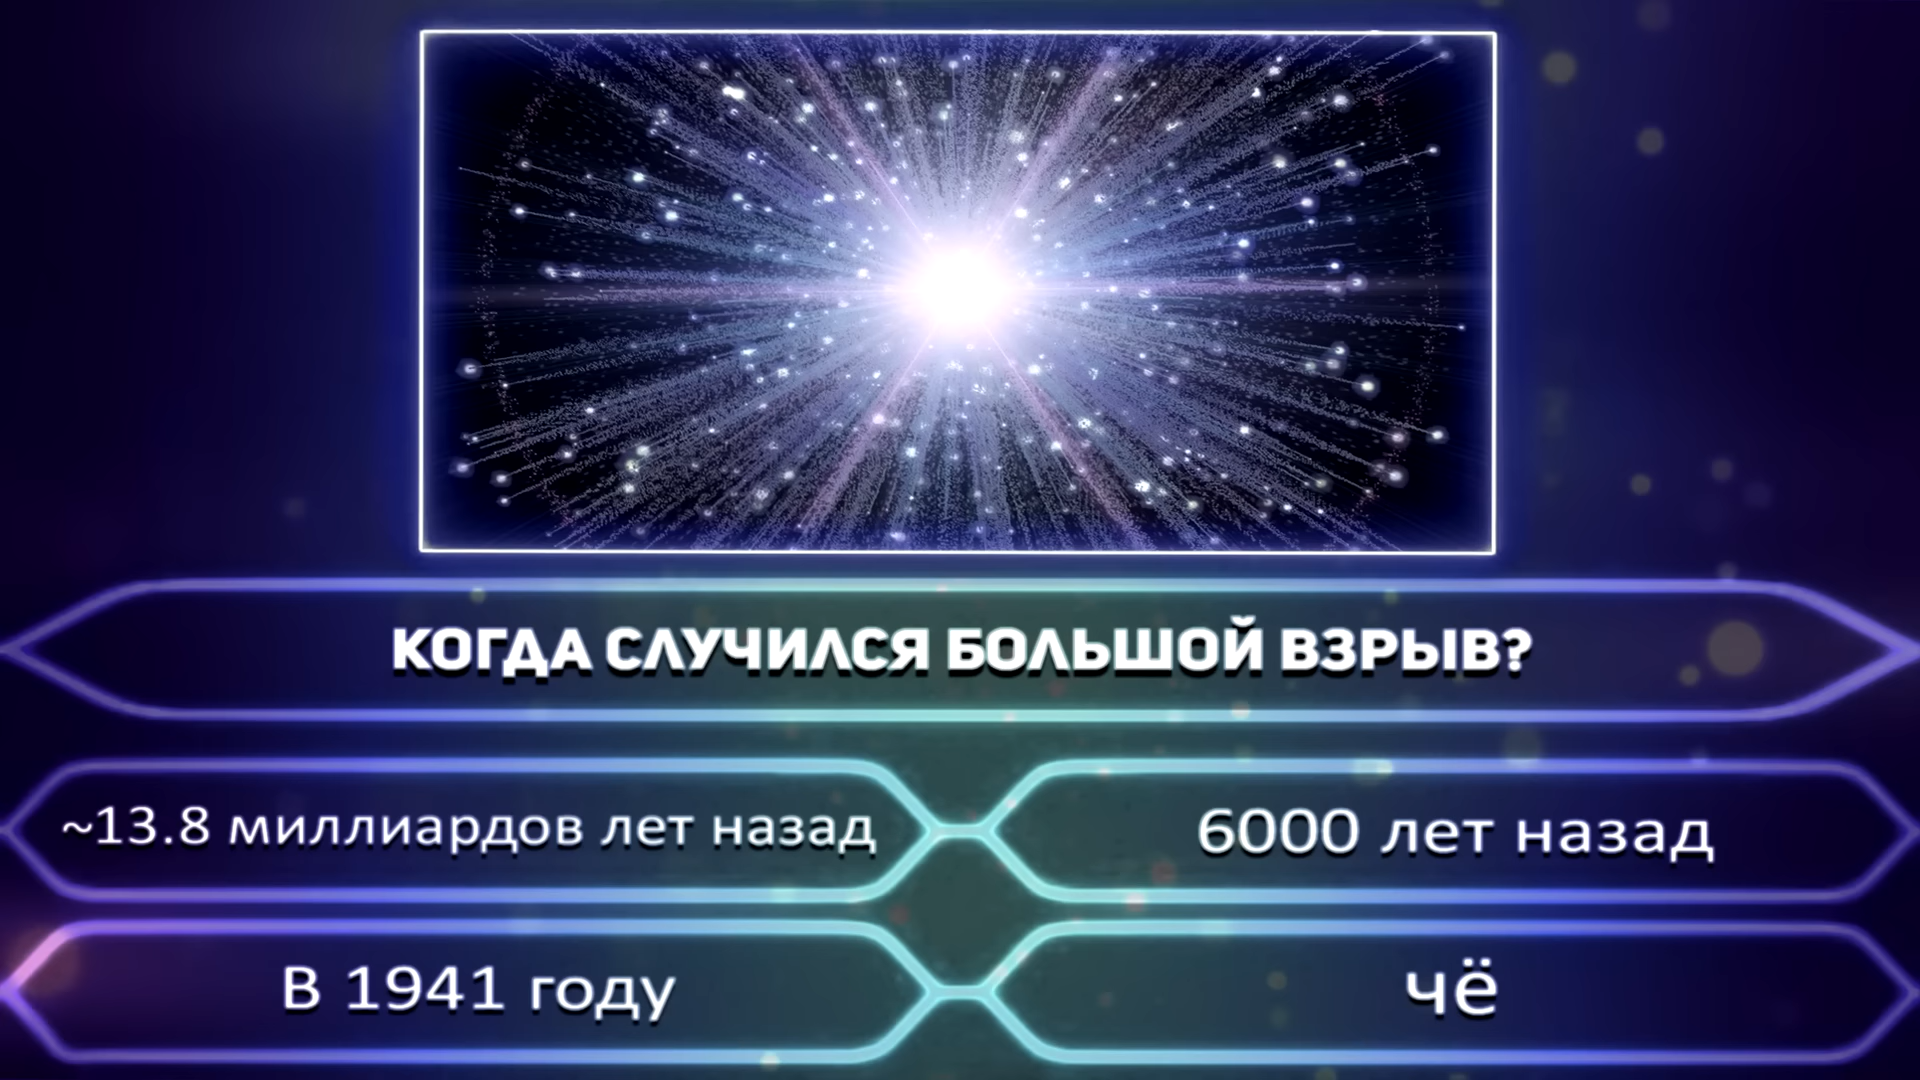 КОГДА СЛУЧИЛСЯ БОЛЬШОЙ ВЗРЫВ?
~13.8 миллиардов лет назад
6000 лет назад
В 1941 году
чё